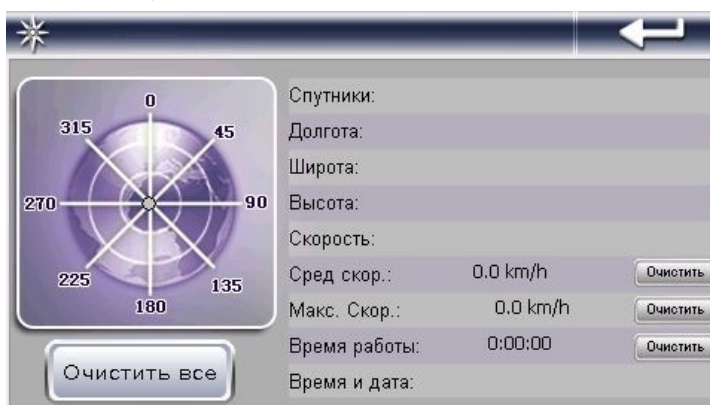 0
315
45
270
90
225
135
180
Очистить все
Спутники:
Долгота:
Широта:
Высота:
Скорость:
Сред скор.: 0.0 km/h Очистить
Макс. Скор.: 0.0 km/h Очистить
Время работы: 0:00:00 Очистить
Время и дата: